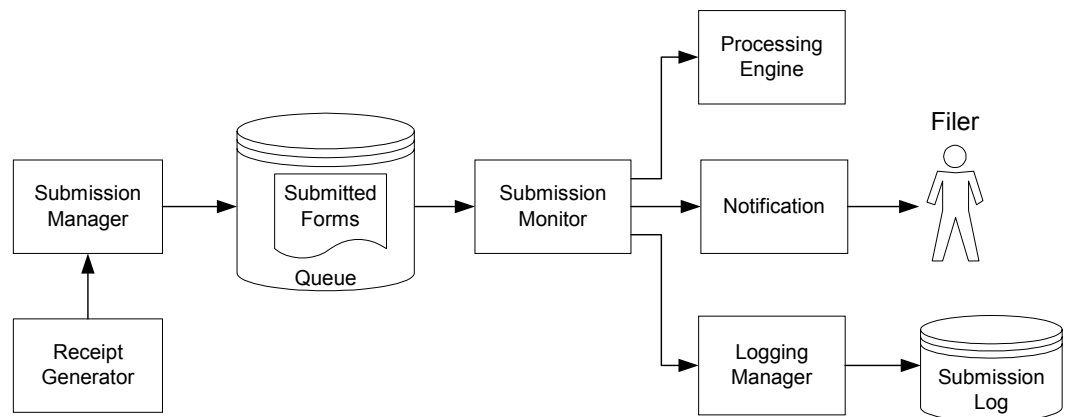 Processing
Engine
Filer
Submission
Manager
Submitted
Forms
Queue
Submission
Monitor
Notification
Receipt
Generator
Logging
Manager
Submission
Log